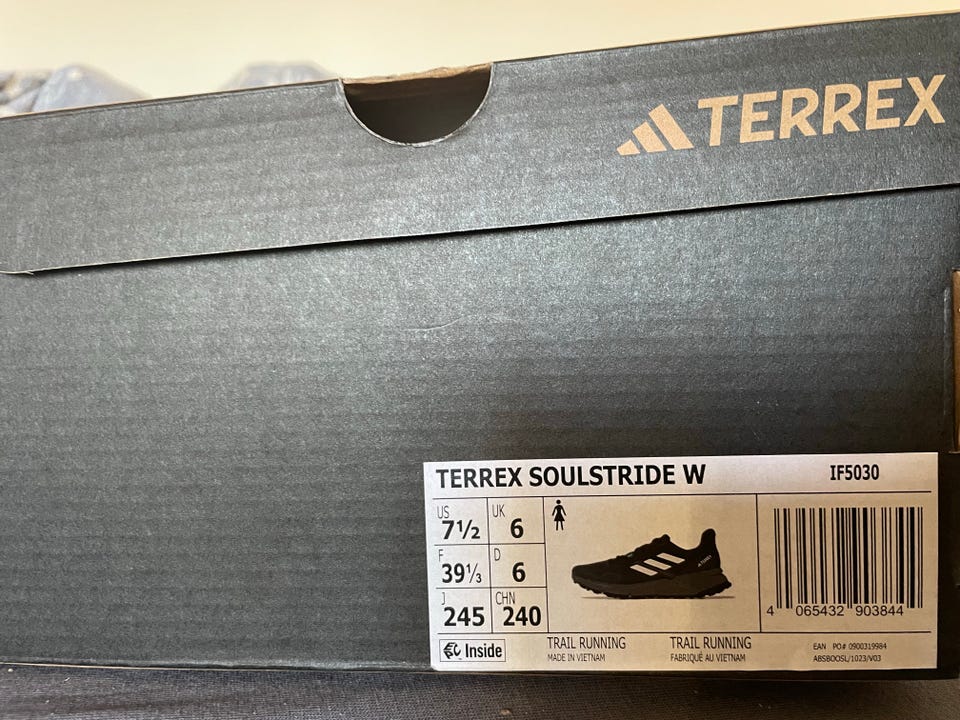 TERREX
TERREX SOULSTRIDE W
IF5030
US
7½
UK
6
F
39⅓
D
6
J
245
CHN
240
Inside
TRAIL RUNNING
MADE IN VIETNAM
TRAIL RUNNING
FABRIQUÉ AU VIETNAM
4 065432 903844
EAN PO# 0900319984
ABSBOOSL/1023/V03